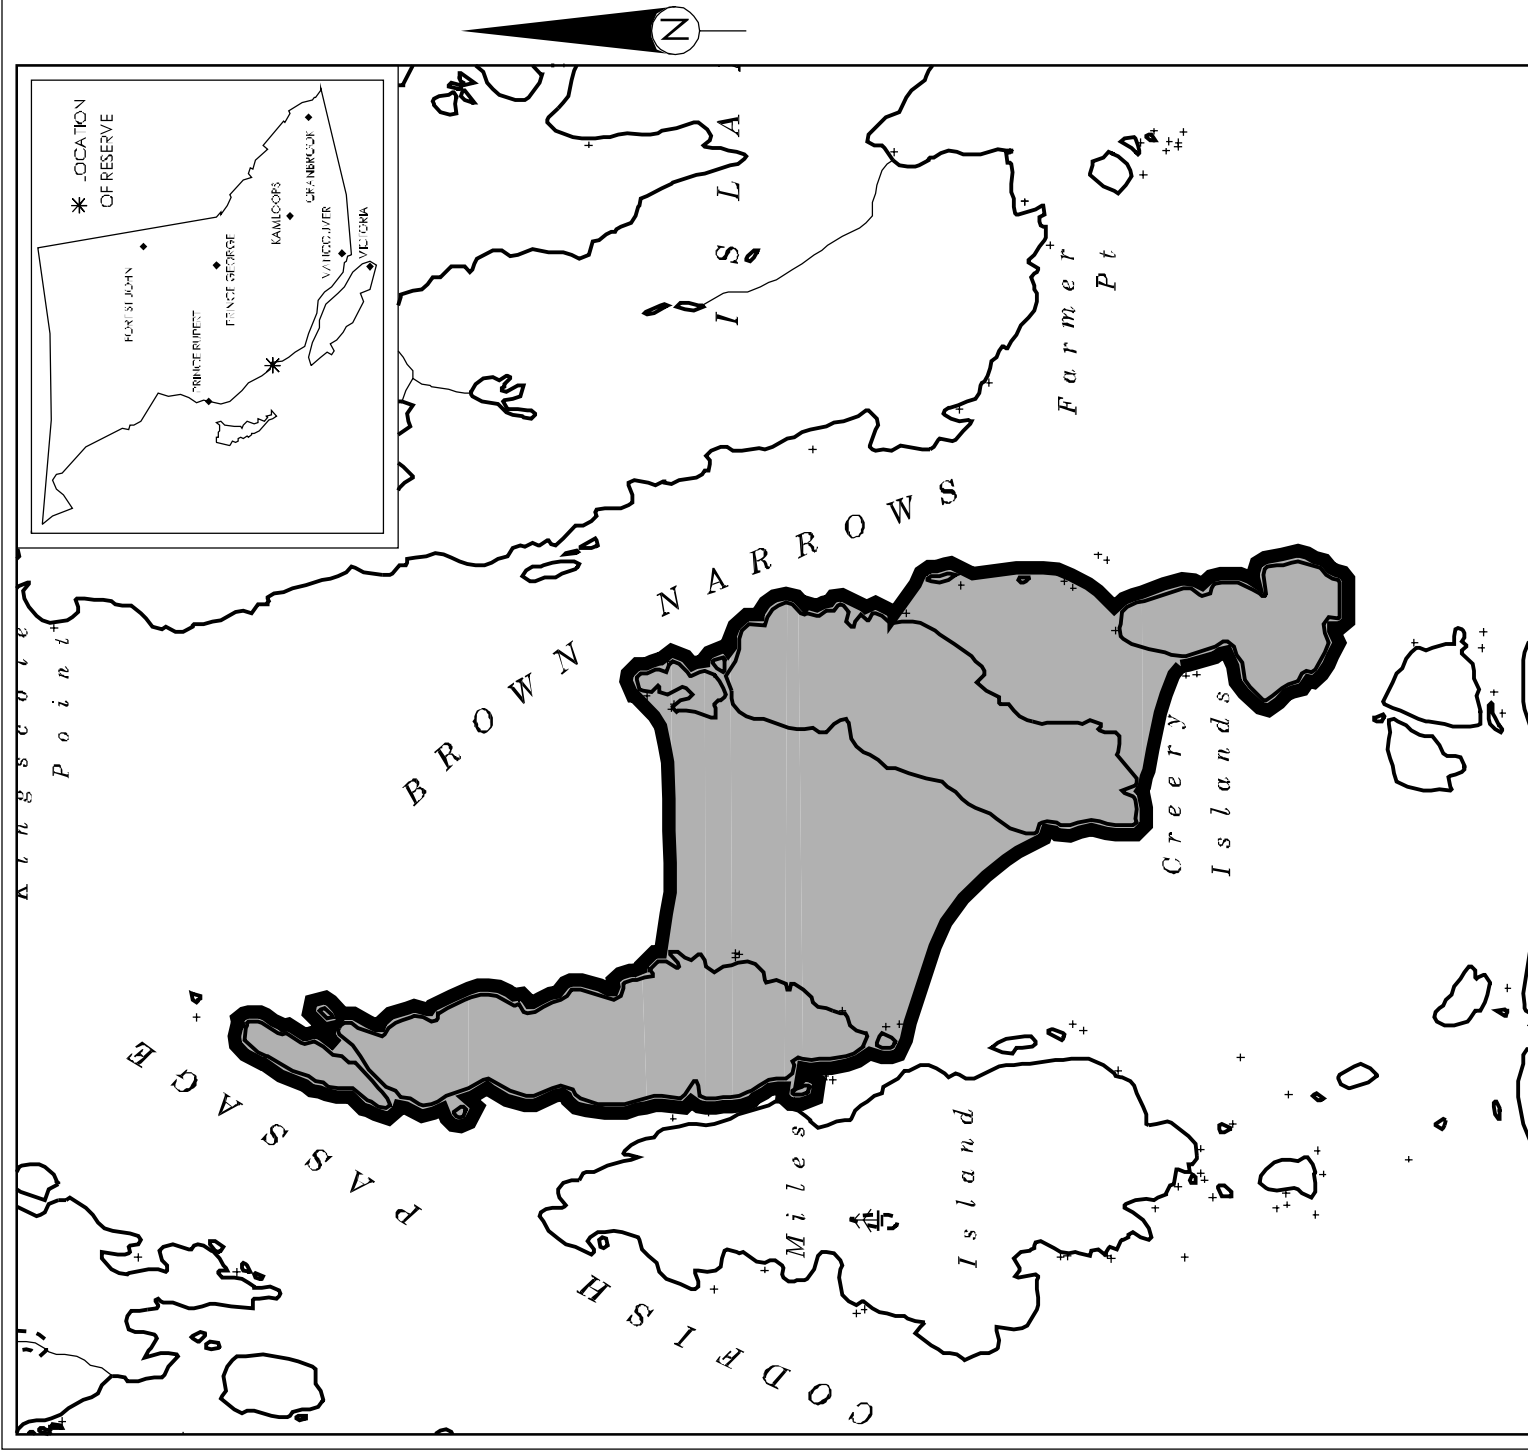 N
LOCATION
OF RESERVE
FORT ST JOHN
PRINCE RUPERT
PRINCE GEORGE
KAMLOOPS
CRANBROOK
VANCOUVER
VICTORIA
ISLA
Point
BROWN NARROWS
Farmer
Pt
PASSAGE
CODFISH
Miles
Island
Creery
Islands